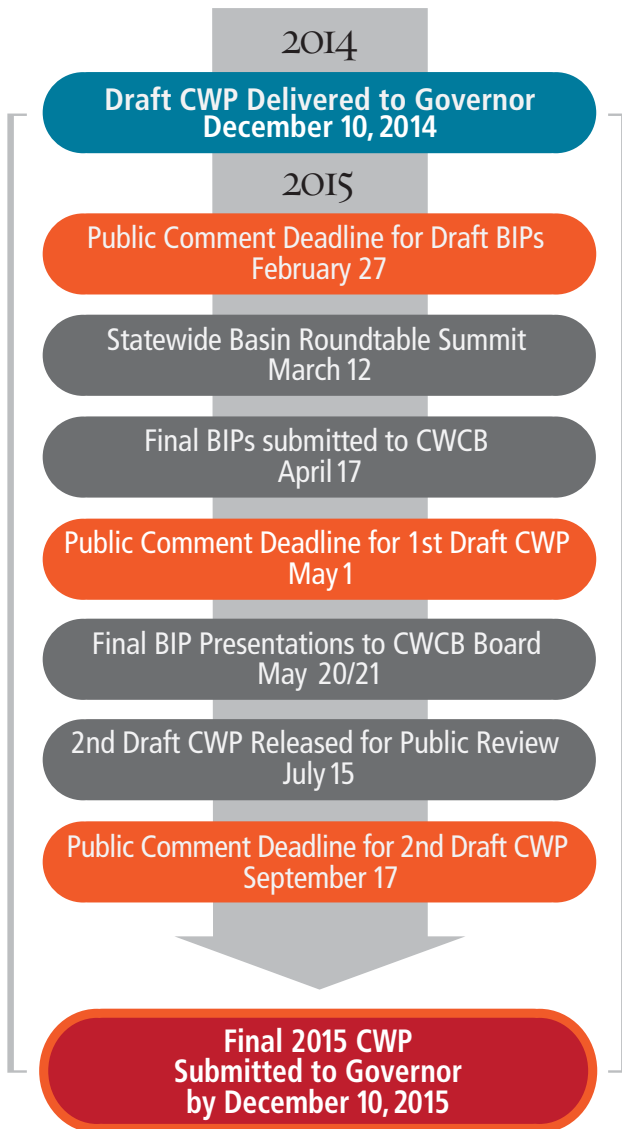 2014
Draft CWP Delivered to Governor
December 10, 2014
2015
Public Comment Deadline for Draft BIPs
February 27
Statewide Basin Roundtable Summit
March 12
Final BIPs submitted to CWCB
April 17
Public Comment Deadline for 1st Draft CWP
May 1
Final BIP Presentations to CWCB Board
May 20/21
2nd Draft CWP Released for Public Review
July 15
Public Comment Deadline for 2nd Draft CWP
September 17
Final 2015 CWP
Submitted to Governor
by December 10, 2015